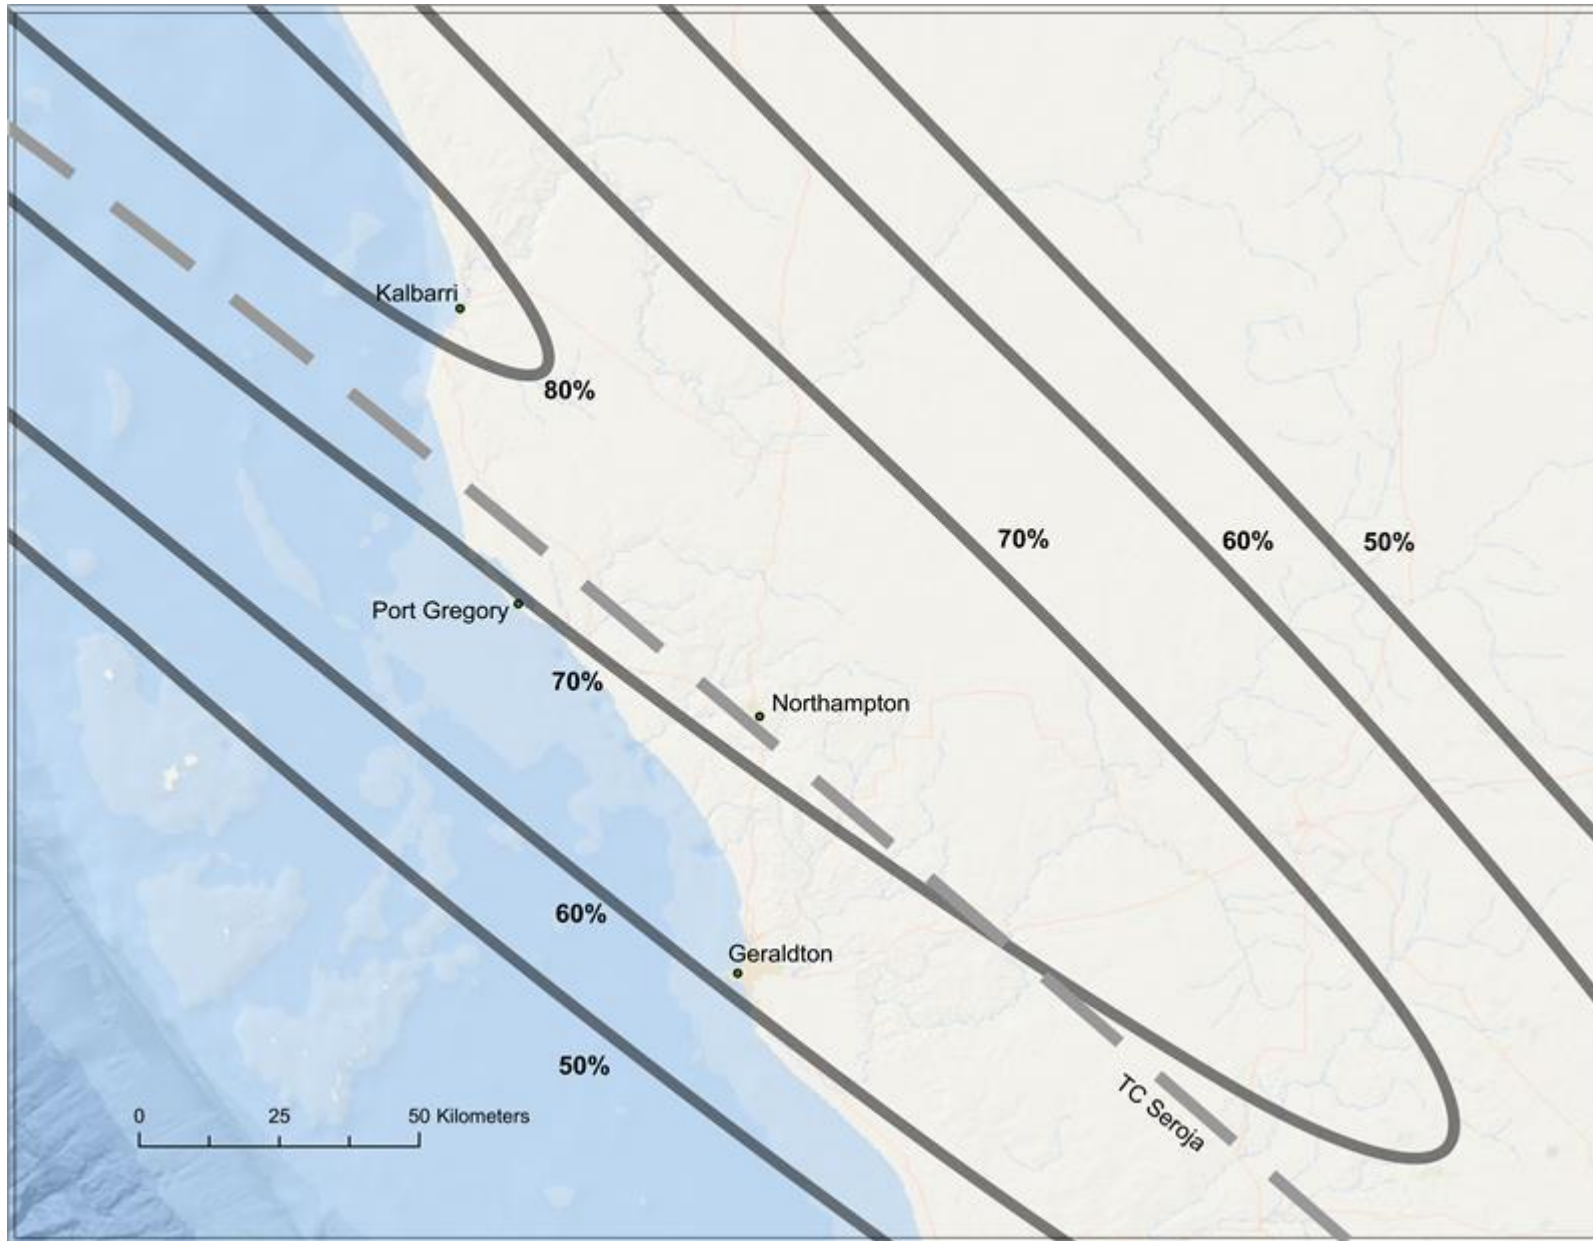 Kalbarri
80%
70%
60%
50%
Port Gregory
70%
Northampton
60%
Geraldton
50%
TC Seroja
0 25 50 Kilometers